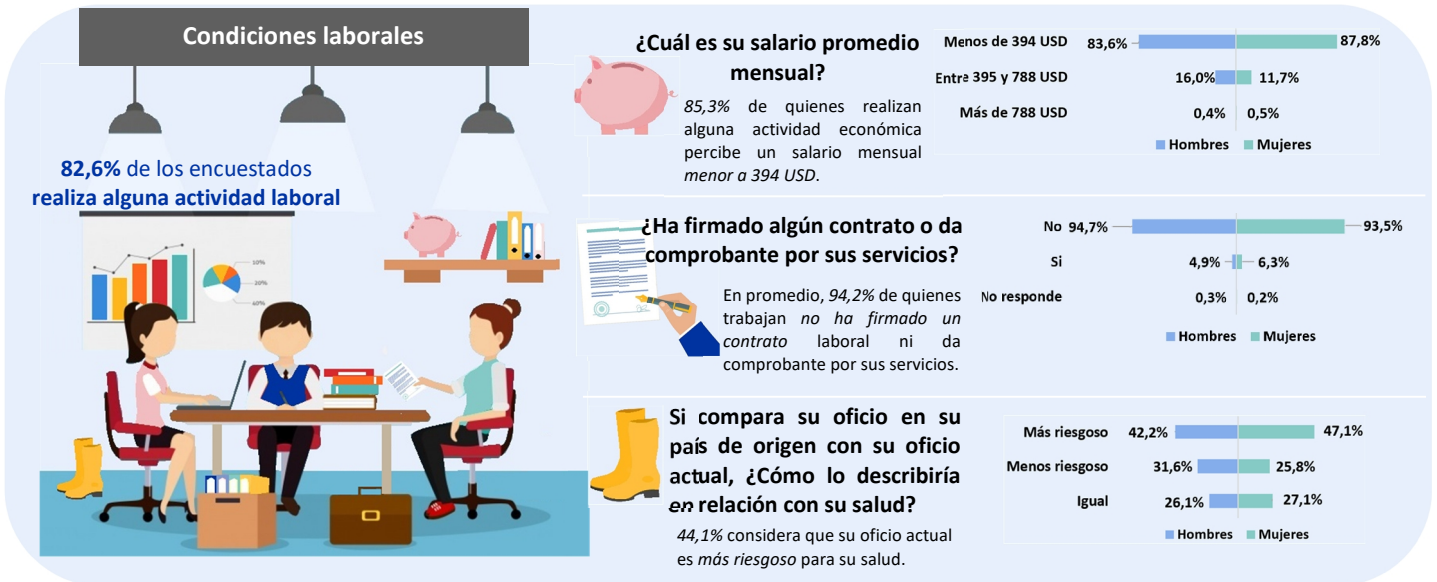 Condiciones laborales
82,6% de los encuestados
realiza alguna actividad laboral
10%
20%
60%
¿Cuál es su salario promedio
mensual?
85,3% de quienes realizan
alguna actividad económica
percibe un salario mensual
menor a 394 USD.
Menos de 394 USD 83,6% 87,8%
Entre 395 y 788 USD 16,0% 11,7%
Más de 788 USD 0,4% 0,5%
Hombres Mujeres
¿Ha firmado algún contrato o da
comprobante por sus servicios?
En promedio, 94,2% de quienes
trabajan no ha firmado un
contrato laboral ni da
comprobante por sus servicios.
No 94,7% 93,5%
Si 4,9% 6,3%
No responde 0,3% 0,2%
Hombres Mujeres
Si compara su oficio en su
país de origen con su oficio
actual, ¿Cómo lo describiría
en relación con su salud?
44,1% considera que su oficio actual
es más riesgoso para su salud.
Más riesgoso 42,2% 47,1%
Menos riesgoso 31,6% 25,8%
Igual 26,1% 27,1%
Hombres Mujeres